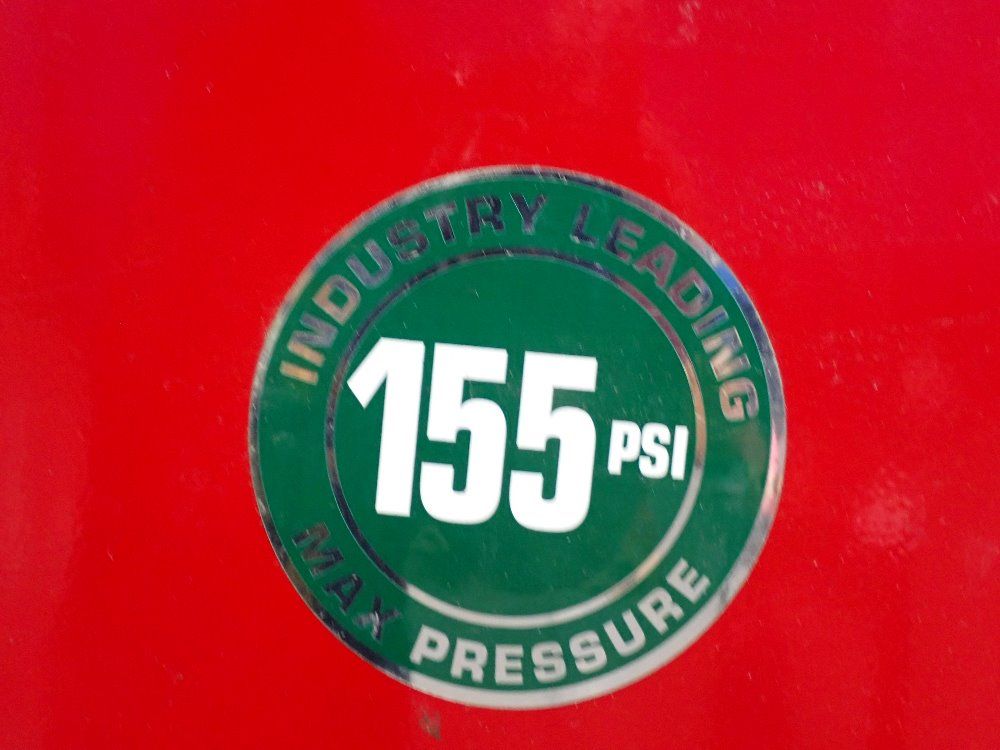 INDUSTRY LEADING
155 PSI
MAX PRESSURE